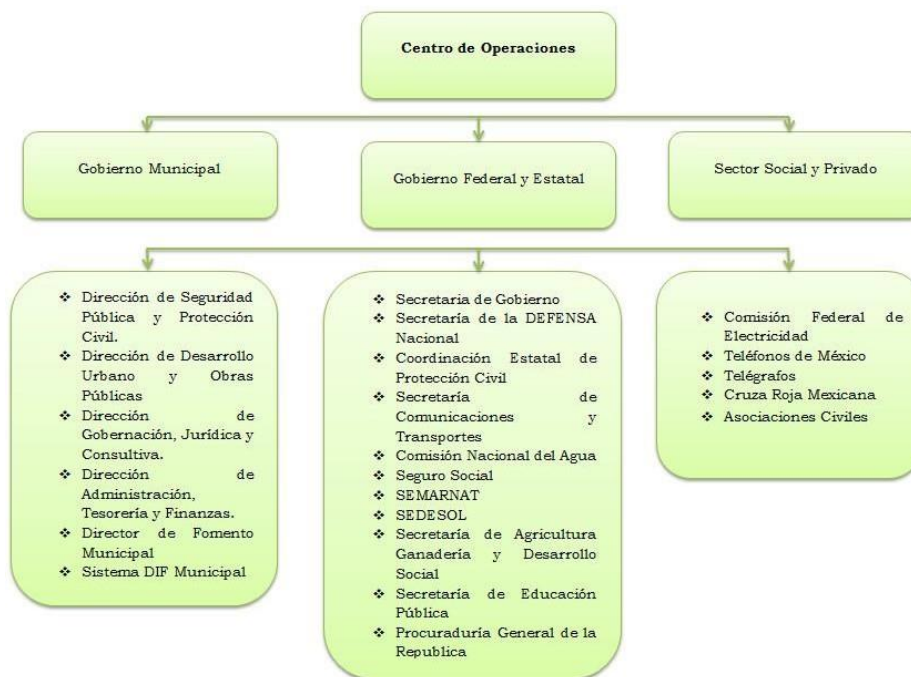 Centro de Operaciones
Gobierno Municipal
Gobierno Federal y Estatal
Sector Social y Privado
❖ Dirección de Seguridad
Pública y Protección
Civil.
❖ Dirección de Desarrollo
Urbano y Obras
Públicas
❖ Dirección de
Gobernación, Jurídica y
Consultiva.
❖ Dirección de
Administración,
Tesorería y Finanzas.
❖ Director de Fomento
Municipal
❖ Sistema DIF Municipal
❖ Secretaria de Gobierno
❖ Secretaría de la DEFENSA
Nacional
❖ Coordinación Estatal de
Protección Civil
❖ Secretaría de
Comunicaciones y
Transportes
❖ Comisión Nacional del Agua
❖ Seguro Social
❖ SEMARNAT
❖ SEDESOL
❖ Secretaría de Agricultura
Ganadería y Desarrollo
Social
❖ Secretaría de Educación
Pública
❖ Procuraduría General de la
Republica
❖ Comisión Federal de
Electricidad
❖ Teléfonos de México
❖ Telégrafos
❖ Cruza Roja Mexicana
❖ Asociaciones Civiles